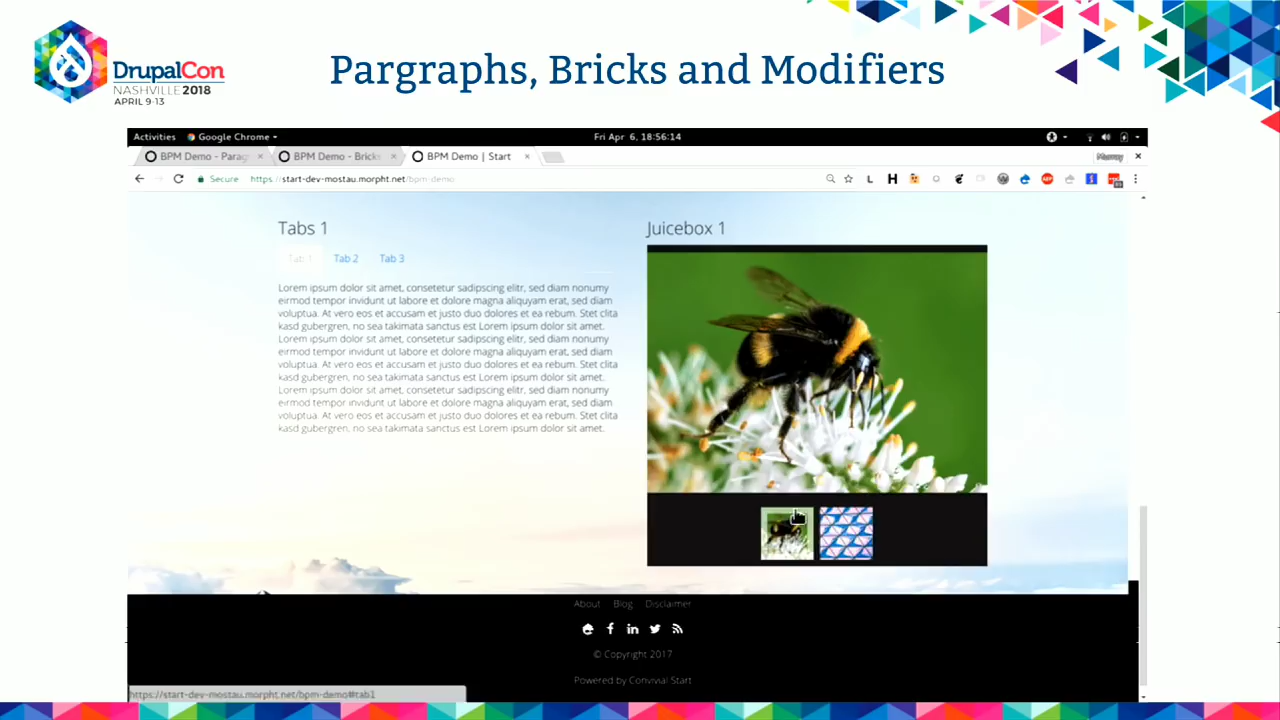 DrupalCon
NASHVILLE 2018
APRIL 9-13
Pargraphs, Bricks and Modifiers
Activities Google Chrome Fri Apr 6, 18:56:14
BPM Demo - Parag × BPM Demo - Bricks × BPM Demo | Start × Murray ×
Secure https://start-dev-mostau.morpht.net/bpm-demo
Tabs 1
Tab 1 Tab 2 Tab 3
Lorem ipsum dolor sit amet, consetetur sadipscing elitr, sed diam nonumy
eirmod tempor invidunt ut labore et dolore magna aliquyam erat, sed diam
voluptua. At vero eos et accusam et justo duo dolores et ea rebum. Stet clita
kasd gubergren, no sea takimata sanctus est Lorem ipsum dolor sit amet.
Lorem ipsum dolor sit amet, consetetur sadipscing elitr, sed diam nonumy
eirmod tempor invidunt ut labore et dolore magna aliquyam erat, sed diam
voluptua. At vero eos et accusam et justo duo dolores et ea rebum. Stet clita
kasd gubergren, no sea takimata sanctus est Lorem ipsum dolor sit amet.
Lorem ipsum dolor sit amet, consetetur sadipscing elitr, sed diam nonumy
eirmod tempor invidunt ut labore et dolore magna aliquyam erat, sed diam
voluptua. At vero eos et accusam et justo duo dolores et ea rebum. Stet clita
kasd gubergren, no sea takimata sanctus est Lorem ipsum dolor sit amet.
Juicebox 1
About Blog Disclaimer
© Copyright 2017
Powered by Convivial Start
https://start-dev-mostau.morpht.net/bpm-demo#tab1